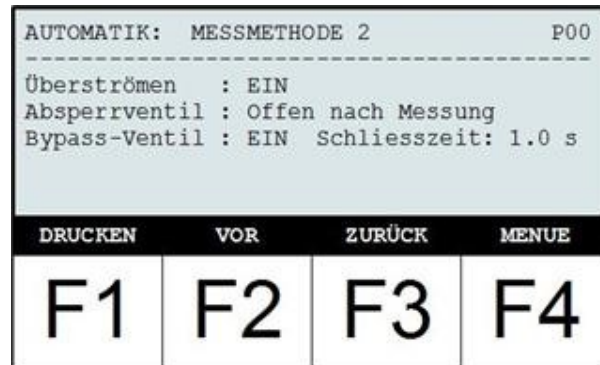 AUTOMATIK: MESSMETHODE 2 P00
Überströmen : EIN
Absperrventil : Offen nach Messung
Bypass-Ventil : EIN Schliesszeit: 1.0 s
DRUCKEN VOR ZURÜCK MENUE
F1 F2 F3 F4